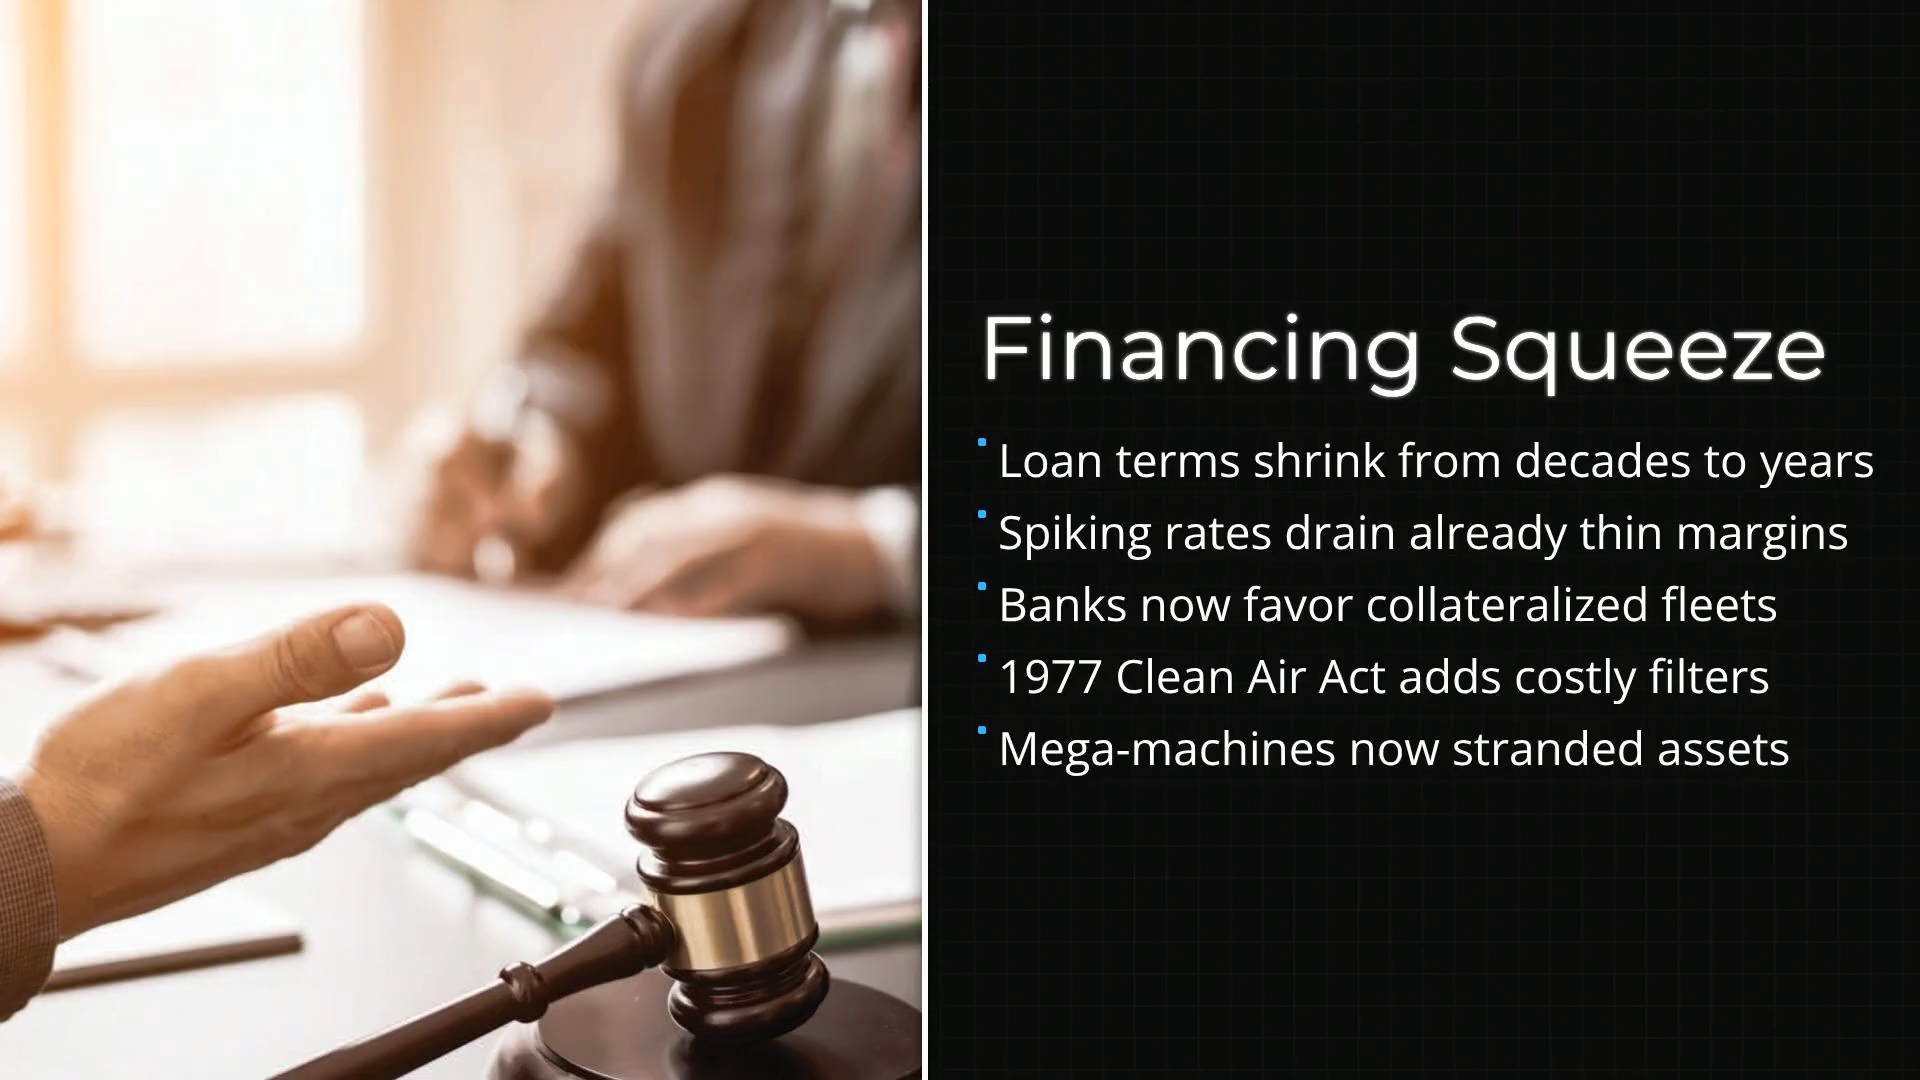 Financing Squeeze
Loan terms shrink from decades to years
Spiking rates drain already thin margins
Banks now favor collateralized fleets
1977 Clean Air Act adds costly filters
Mega-machines now stranded assets